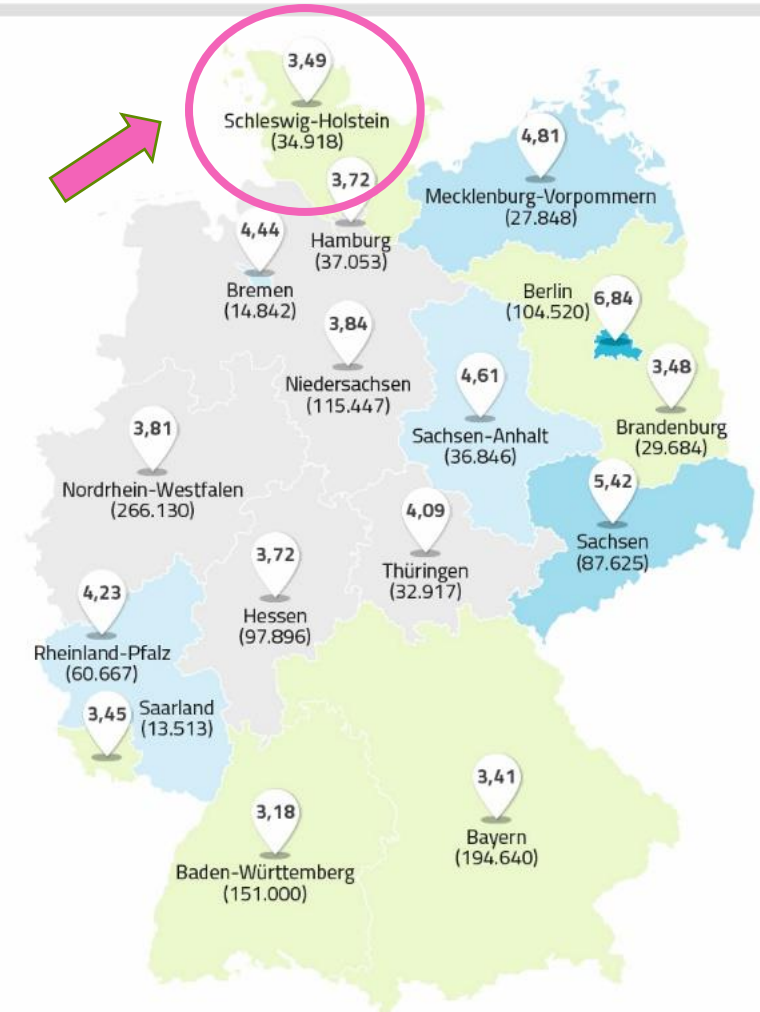 3,49
Schleswig-Holstein
(34.918)
4,81
Mecklenburg-Vorpommern
(27.848)
3,72
Hamburg
(37.053)
4,44
Bremen
(14.842)
Berlin
(104.520)
6,84
3,84
Niedersachsen
(115.447)
4,61
Sachsen-Anhalt
(36.846)
3,48
Brandenburg
(29.684)
3,81
Nordrhein-Westfalen
(266.130)
5,42
Sachsen
(87.625)
4,09
Thüringen
(32.917)
3,72
Hessen
(97.896)
4,23
Rheinland-Pfalz
(60.667)
3,45
Saarland
(13.513)
3,41
Bayern
(194.640)
3,18
Baden-Württemberg
(151.000)